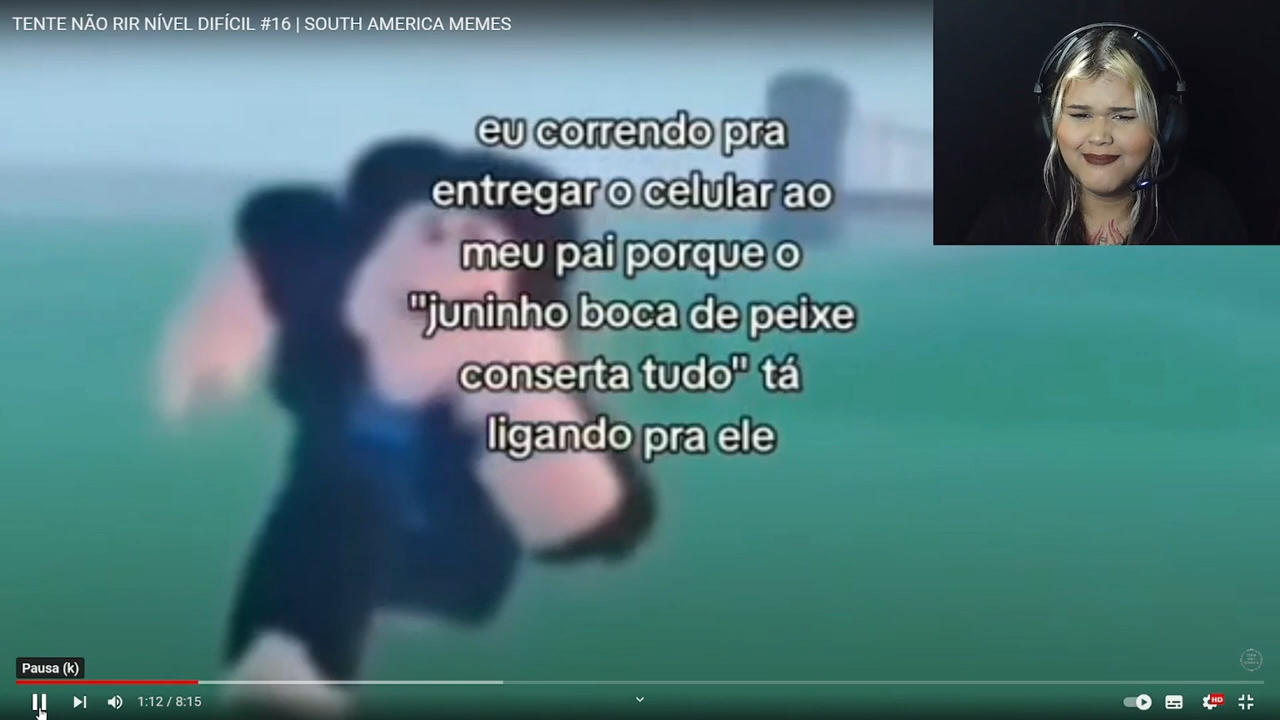 TENTE NÃO RIR NÍVEL DIFÍCIL #16 | SOUTH AMERICA MEMES
eu correndo pra
entregar o celular ao
meu pai porque o
"juninho boca de peixe
conserta tudo" tá
ligando pra ele
Pausa (k)
1:12 / 8:15
HD